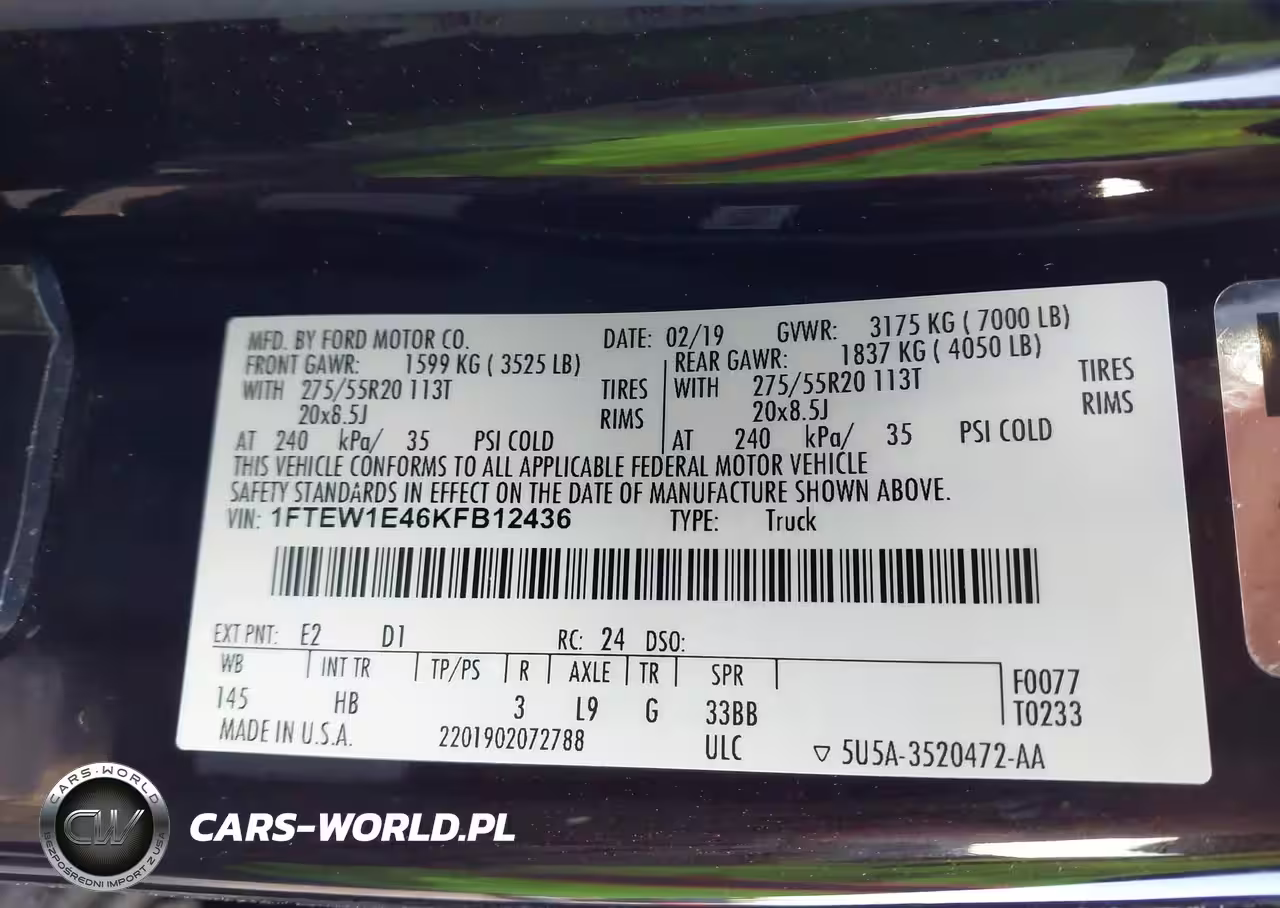 MFD. BY FORD MOTOR CO. DATE: 02/19 GVWR: 3175 KG ( 7000 LB)
FRONT GAWR: 1599 KG ( 3525 LB) REAR GAWR: 1837 KG ( 4050 LB)
WITH 275/55R20 113T TIRES WITH 275/55R20 113T TIRES
20x8.5J RIMS 20x8.5J RIMS
AT 240 kPa/ 35 PSI COLD AT 240 kPa/ 35 PSI COLD
THIS VEHICLE CONFORMS TO ALL APPLICABLE FEDERAL MOTOR VEHICLE
SAFETY STANDARDS IN EFFECT ON THE DATE OF MANUFACTURE SHOWN ABOVE.
VIN: 1FTEW1E46KFB12436 TYPE: Truck
EXT PNT: E2 D1 RC: 24 DSO:
WB INT TR TP/PS R AXLE TR SPR F0077
145 HB 3 L9 G 33BB T0233
MADE IN U.S.A. 2201902072788 ULC ▽ 5U5A-3520472-AA
CARS-WORLD
CW
BEZPOŚREDNI IMPORT Z USA
CARS-WORLD.PL